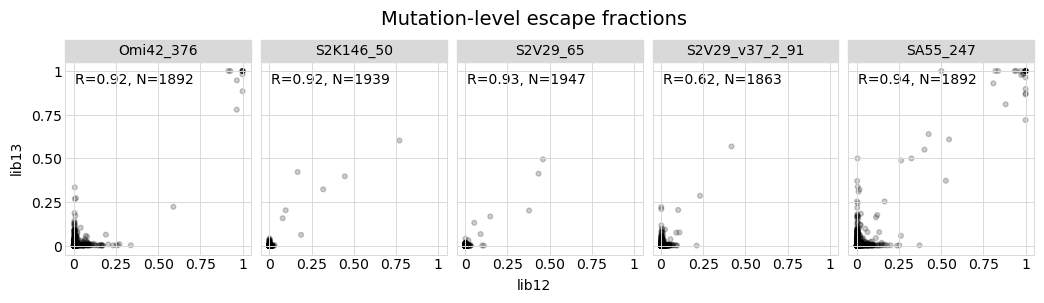 Mutation-level escape fractions
Omi42_376 S2K146_50 S2V29_65 S2V29_v37_2_91 SA55_247
R=0.92, N=1892 R=0.92, N=1939 R=0.93, N=1947 R=0.62, N=1863 R=0.94, N=1892
1
0.75
0.50
0.25
0
lib13
0 0.25 0.50 0.75 1 0 0.25 0.50 0.75 1 0 0.25 0.50 0.75 1 0 0.25 0.50 0.75 1 0 0.25 0.50 0.75 1
lib12